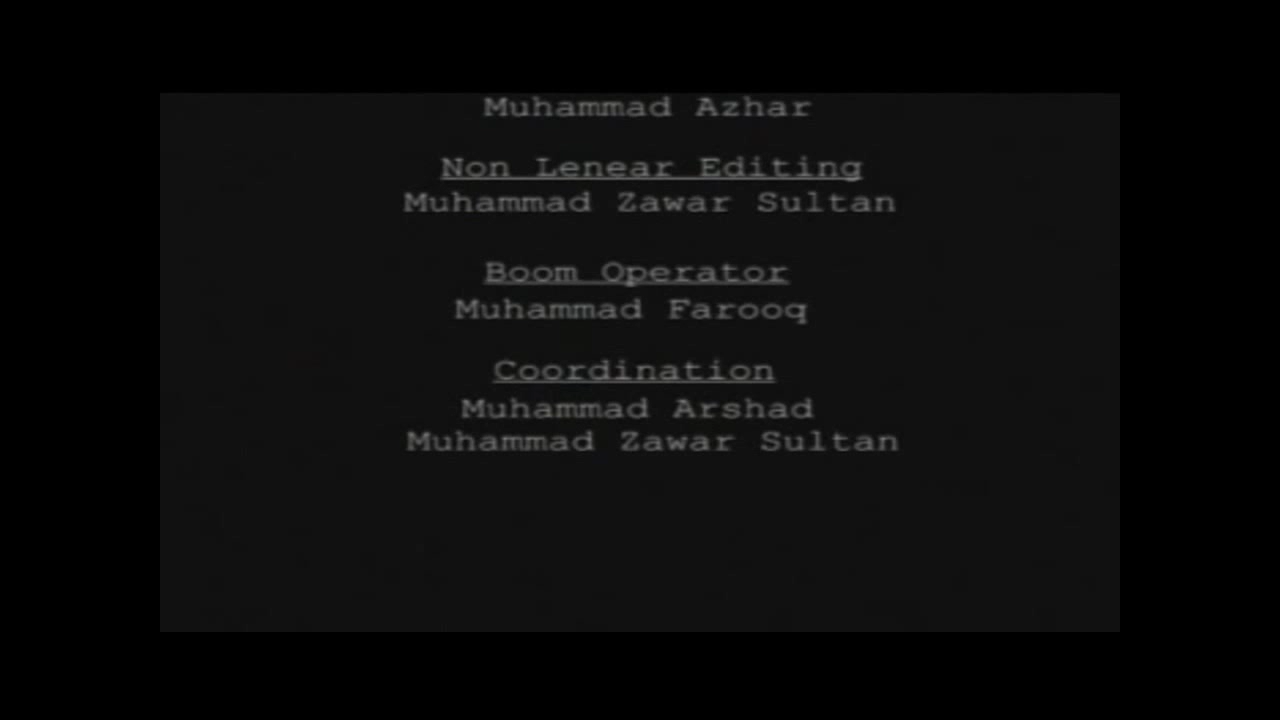 Muhammad Azhar
Non Lenear Editing
Muhammad Zawar Sultan
Boom Operator
Muhammad Farooq
Coordination
Muhammad Arshad
Muhammad Zawar Sultan